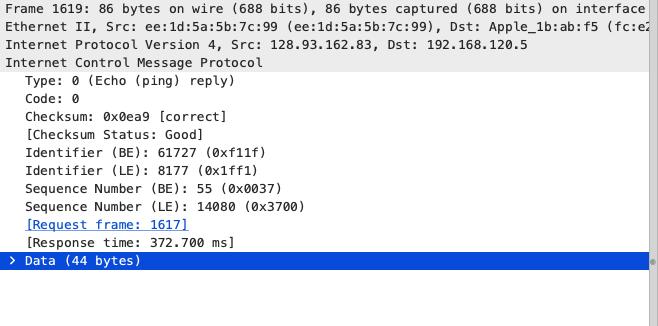 Frame 1619: 86 bytes on wire (688 bits), 86 bytes captured (688 bits) on interface
Ethernet II, Src: ee:1d:5a:5b:7c:99 (ee:1d:5a:5b:7c:99), Dst: Apple_1b:ab:f5 (fc:e2
Internet Protocol Version 4, Src: 128.93.162.83, Dst: 192.168.120.5
Internet Control Message Protocol
Type: 0 (Echo (ping) reply)
Code: 0
Checksum: 0x0ea9 [correct]
[Checksum Status: Good]
Identifier (BE): 61727 (0xf11f)
Identifier (LE): 8177 (0x1ff1)
Sequence Number (BE): 55 (0x0037)
Sequence Number (LE): 14080 (0x3700)
[Request frame: 1617]
[Response time: 372.700 ms]
Data (44 bytes)